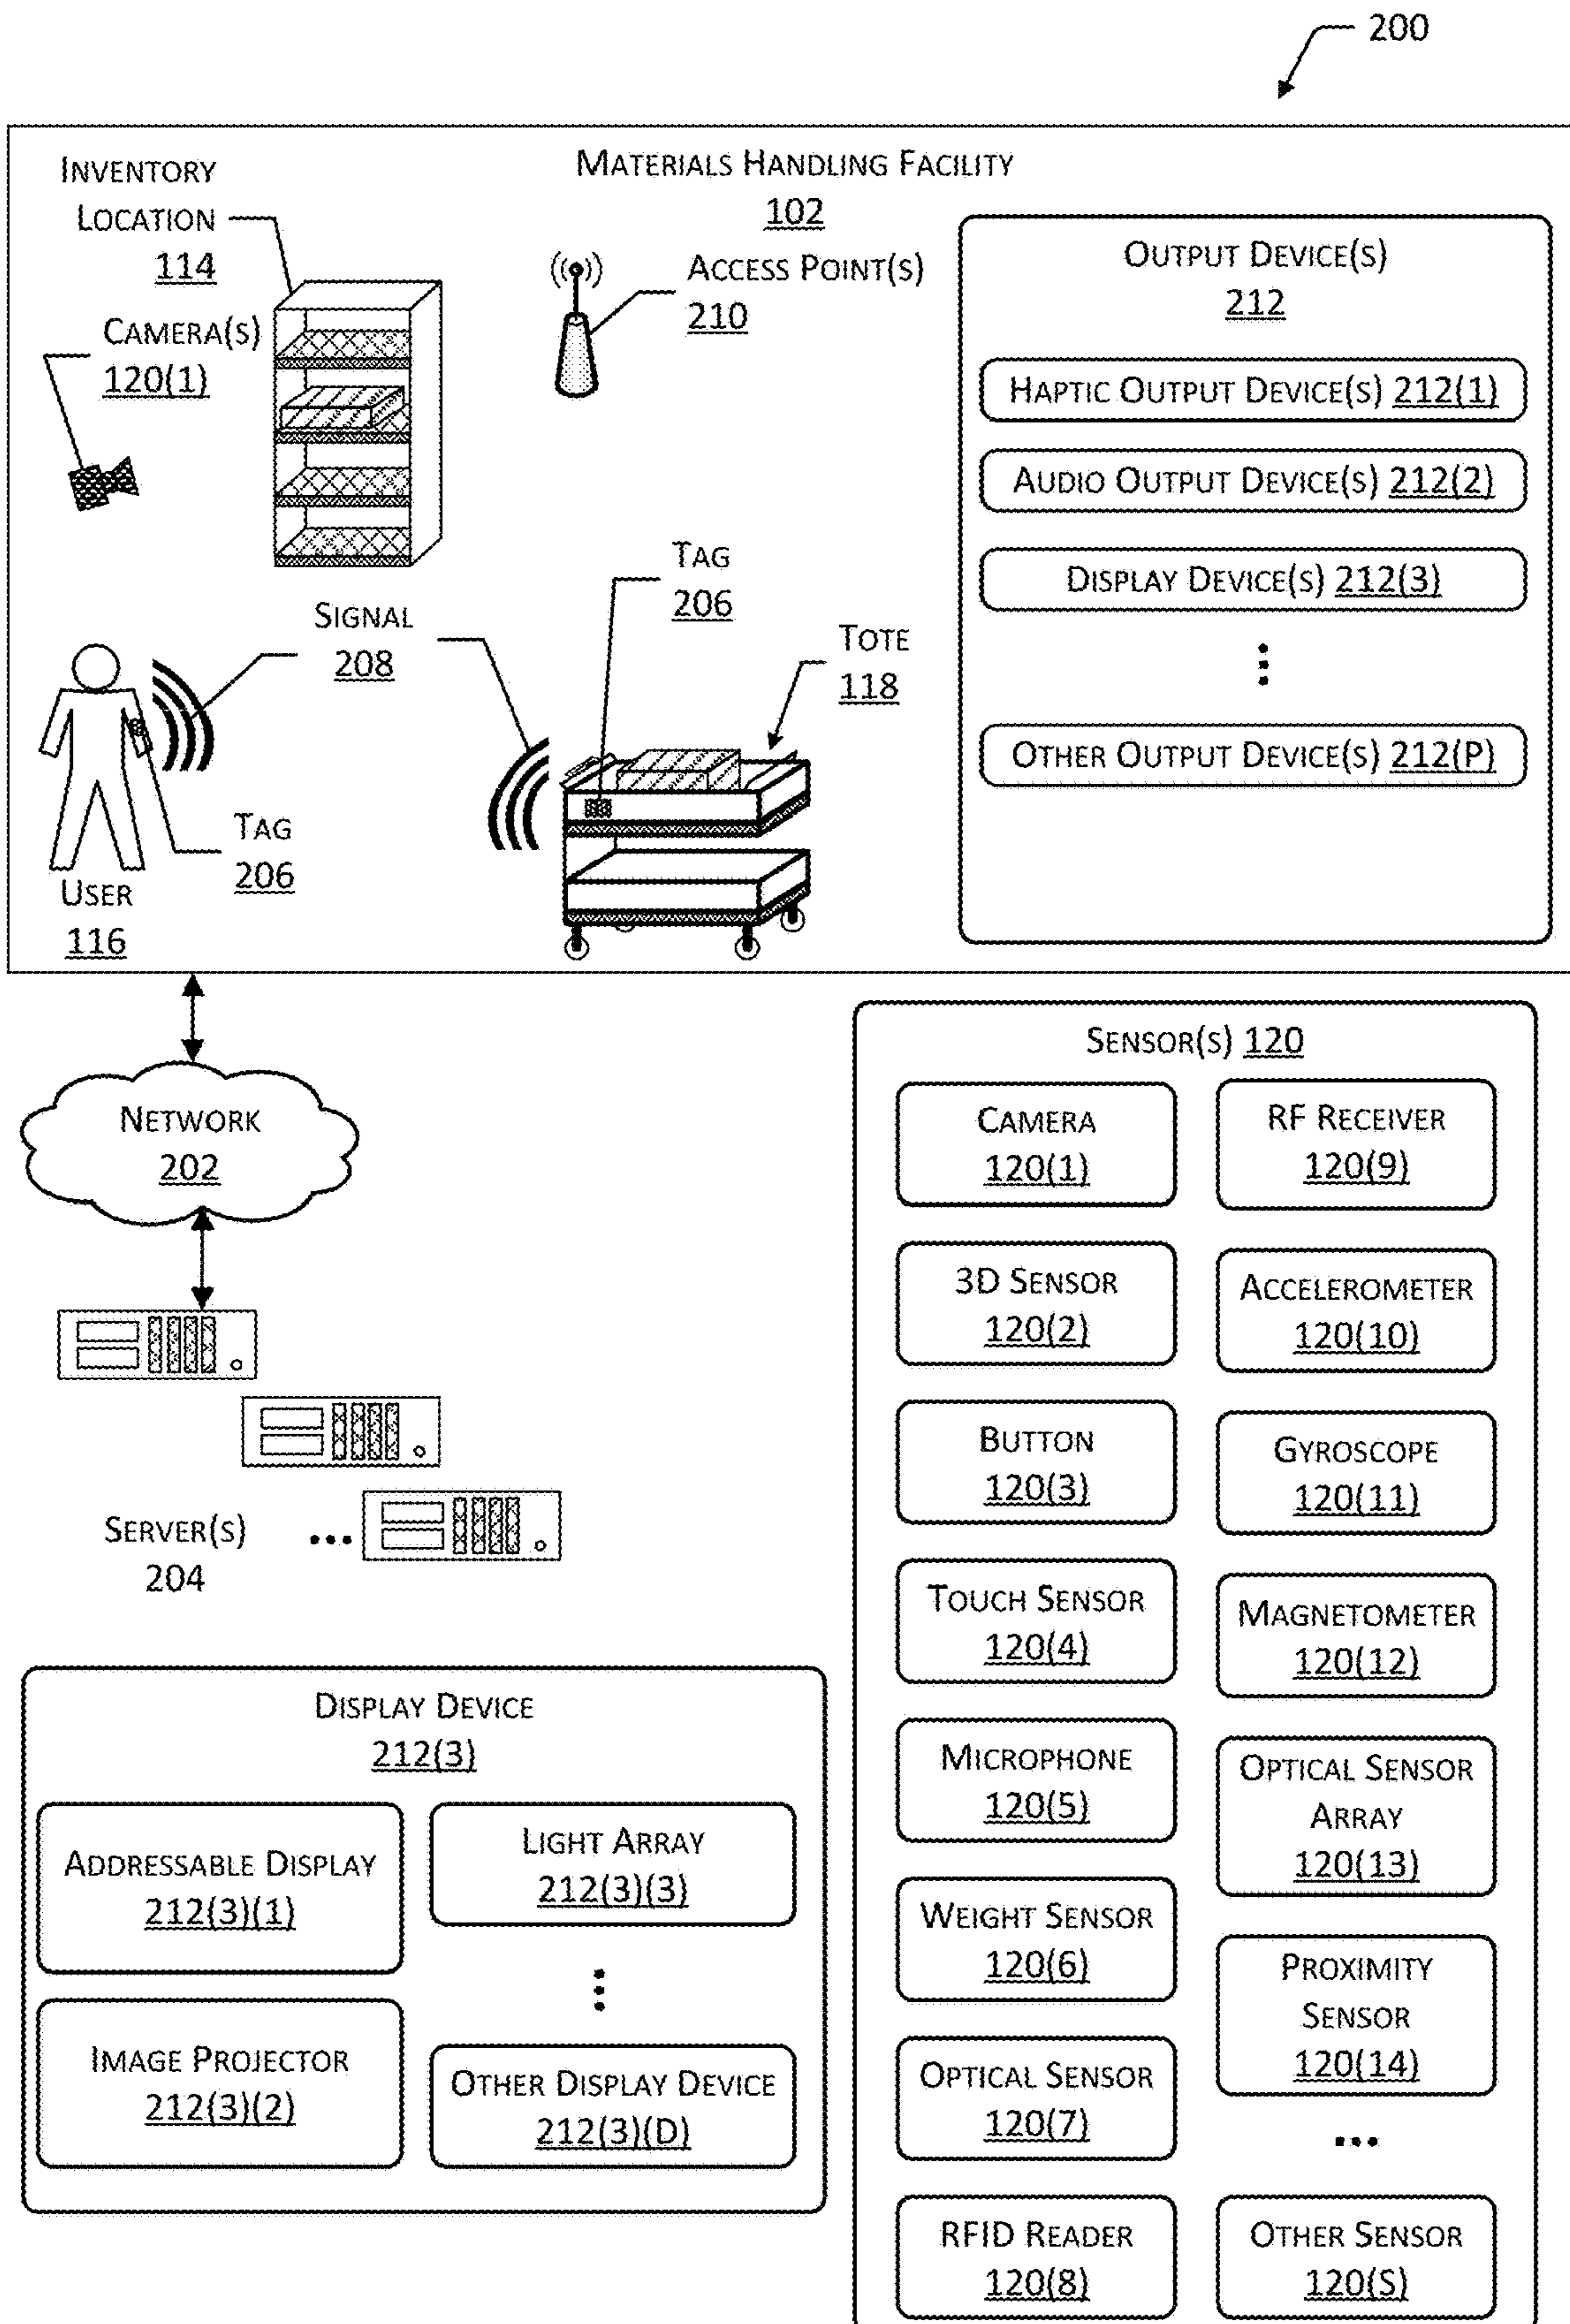 200
MATERIALS HANDLING FACILITY
102
INVENTORY
LOCATION
114
CAMERA(S)
120(1)
ACCESS POINT(S)
210
TAG
206
SIGNAL
208
TOTE
118
TAG
206
USER
116
OUTPUT DEVICE(S)
212
HAPTIC OUTPUT DEVICE(S) 212(1)
AUDIO OUTPUT DEVICE(S) 212(2)
DISPLAY DEVICE(S) 212(3)
OTHER OUTPUT DEVICE(S) 212(P)
NETWORK
202
SERVER(S)
204
DISPLAY DEVICE
212(3)
ADDRESSABLE DISPLAY
212(3)(1)
IMAGE PROJECTOR
212(3)(2)
LIGHT ARRAY
212(3)(3)
OTHER DISPLAY DEVICE
212(3)(D)
SENSOR(S) 120
CAMERA
120(1)
3D SENSOR
120(2)
BUTTON
120(3)
TOUCH SENSOR
120(4)
MICROPHONE
120(5)
WEIGHT SENSOR
120(6)
OPTICAL SENSOR
120(7)
RFID READER
120(8)
RF RECEIVER
120(9)
ACCELEROMETER
120(10)
GYROSCOPE
120(11)
MAGNETOMETER
120(12)
OPTICAL SENSOR
ARRAY
120(13)
PROXIMITY
SENSOR
120(14)
OTHER SENSOR
120(S)